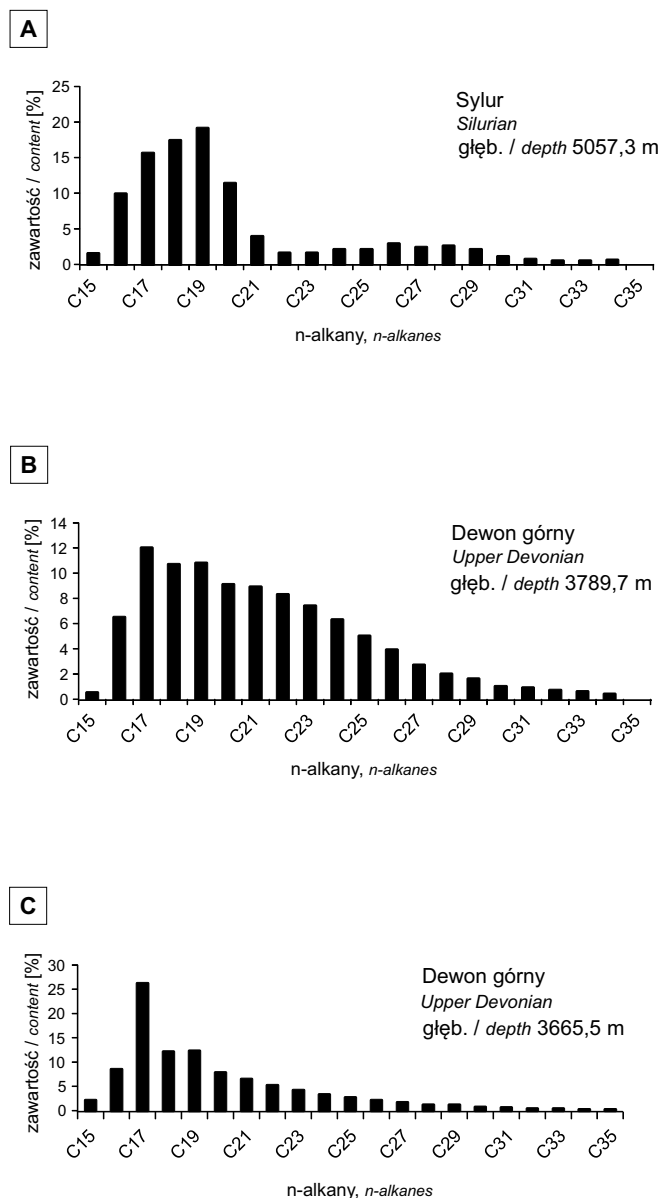 A
zawartość / content [%]
25
20
15
10
5
0
Sylur
Silurian
głęb. / depth 5057,3 m
C15 C17 C19 C21 C23 C25 C27 C29 C31 C33 C35
n-alkany, n-alkanes
B
zawartość / content [%]
14
12
10
8
6
4
2
0
Dewon górny
Upper Devonian
głęb. / depth 3789,7 m
C15 C17 C19 C21 C23 C25 C27 C29 C31 C33 C35
n-alkany, n-alkanes
C
zawartość / content [%]
30
25
20
15
10
5
0
Dewon górny
Upper Devonian
głęb. / depth 3665,5 m
C15 C17 C19 C21 C23 C25 C27 C29 C31 C33 C35
n-alkany, n-alkanes